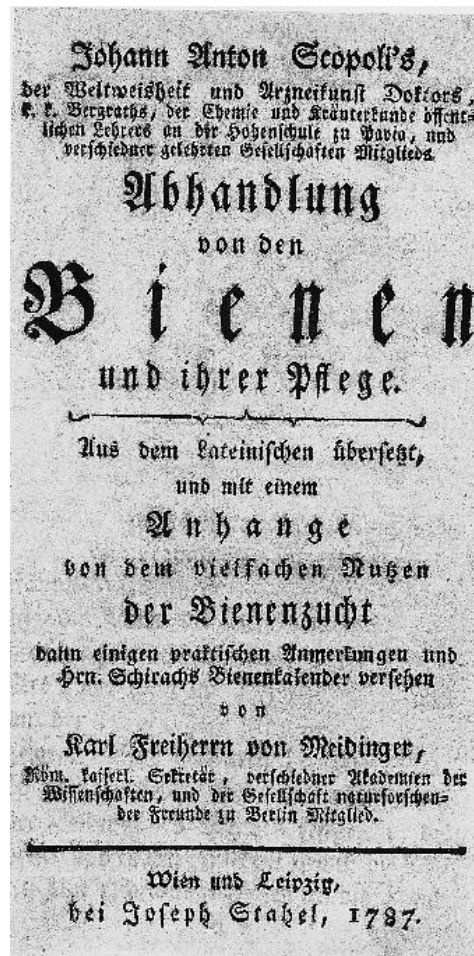 Johann Anton Scopoli's,
der Weltweisheit und Arzneikunst Doktors,
k. k. Bergraths, der Chemie und Kräuterkunde öffent-
lichen Lehrers an der Hohenschule zu Pavia, und
verschiedner gelehrten Gesellschaften Mitglieds
Abhandlung
von den
Bienen
und ihrer Pflege.
Aus dem Lateinischen übersetzt,
und mit einem
Anhange
von dem vielfachen Nutzen
der Bienenzucht
dann einigen praktischen Anmerkungen und
Hrn. Schirachs Bienenkalender versehen
von
Karl Freiherrn von Meidinger,
Röm. kaiserl. Sekretär, verschiedner Akademien der
Wissenschaften, und der Gesellschaft naturforschen-
der Freunde zu Berlin Mitglied.
Wien und Leipzig,
bei Joseph Stahel, 1787.